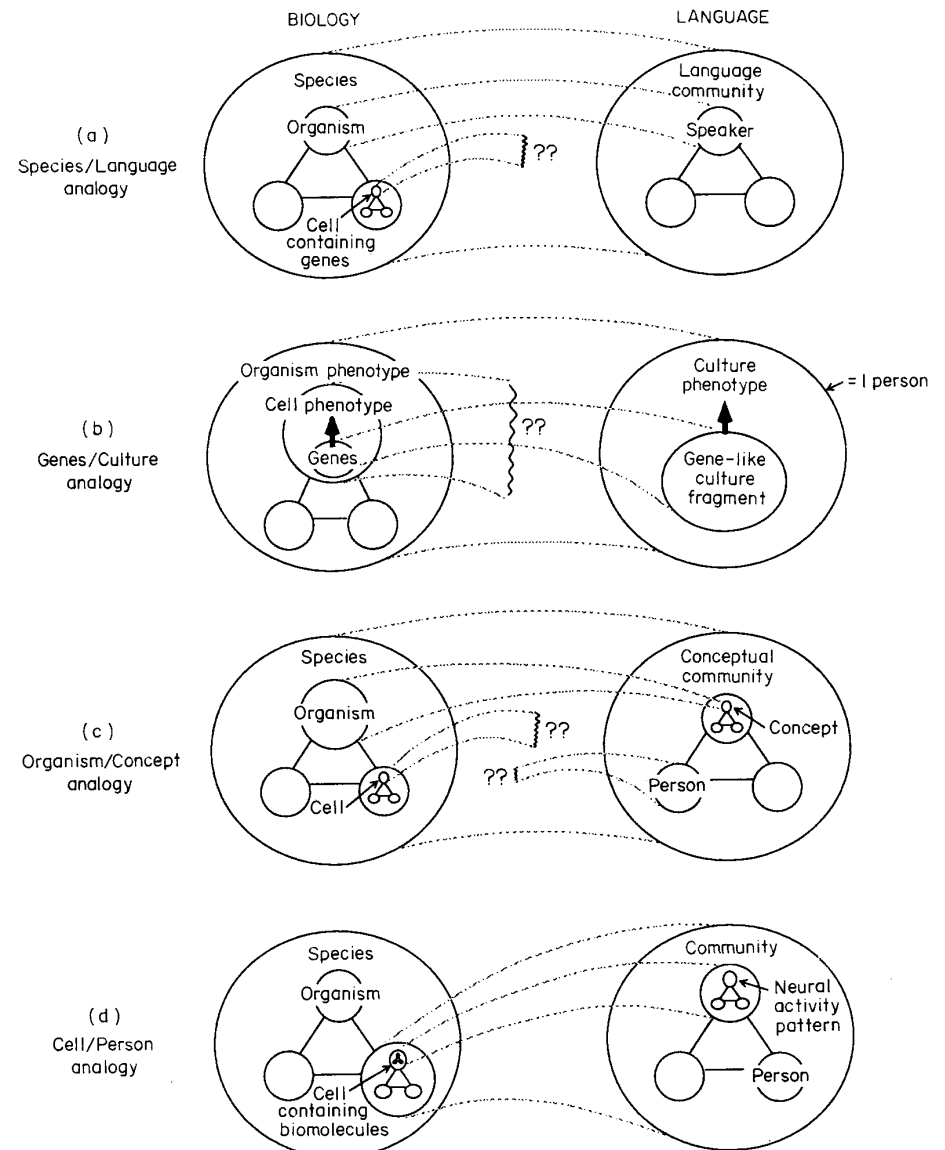 BIOLOGY
LANGUAGE
(a)
Species/Language
analogy
Species
Organism
Cell
containing
genes
??
Language
community
Speaker
(b)
Genes/Culture
analogy
Organism phenotype
Cell phenotype
Genes
??
Culture
phenotype
Gene-like
culture
fragment
= 1 person
(c)
Organism/Concept
analogy
Species
Organism
Cell
??
??
Conceptual
community
Concept
Person
(d)
Cell/Person
analogy
Species
Organism
Cell
containing
biomolecules
Community
Neural
activity
pattern
Person